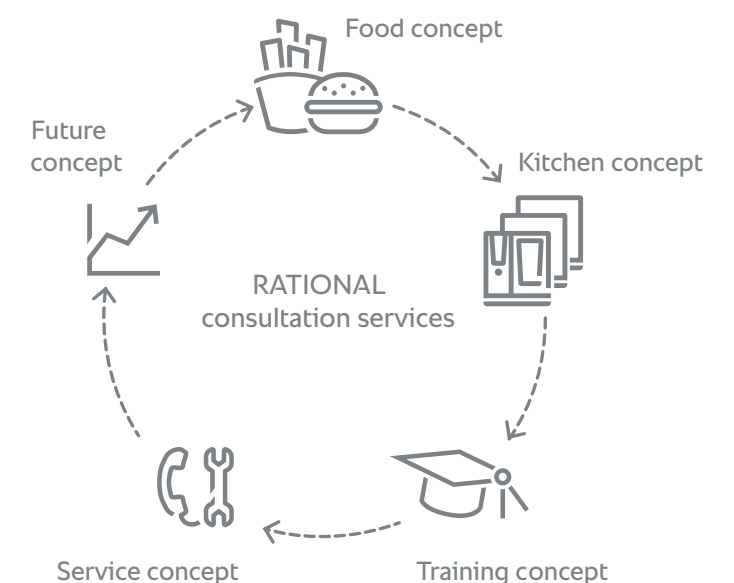 Food concept
Future
concept
Kitchen concept
RATIONAL
consultation services
Service concept
Training concept